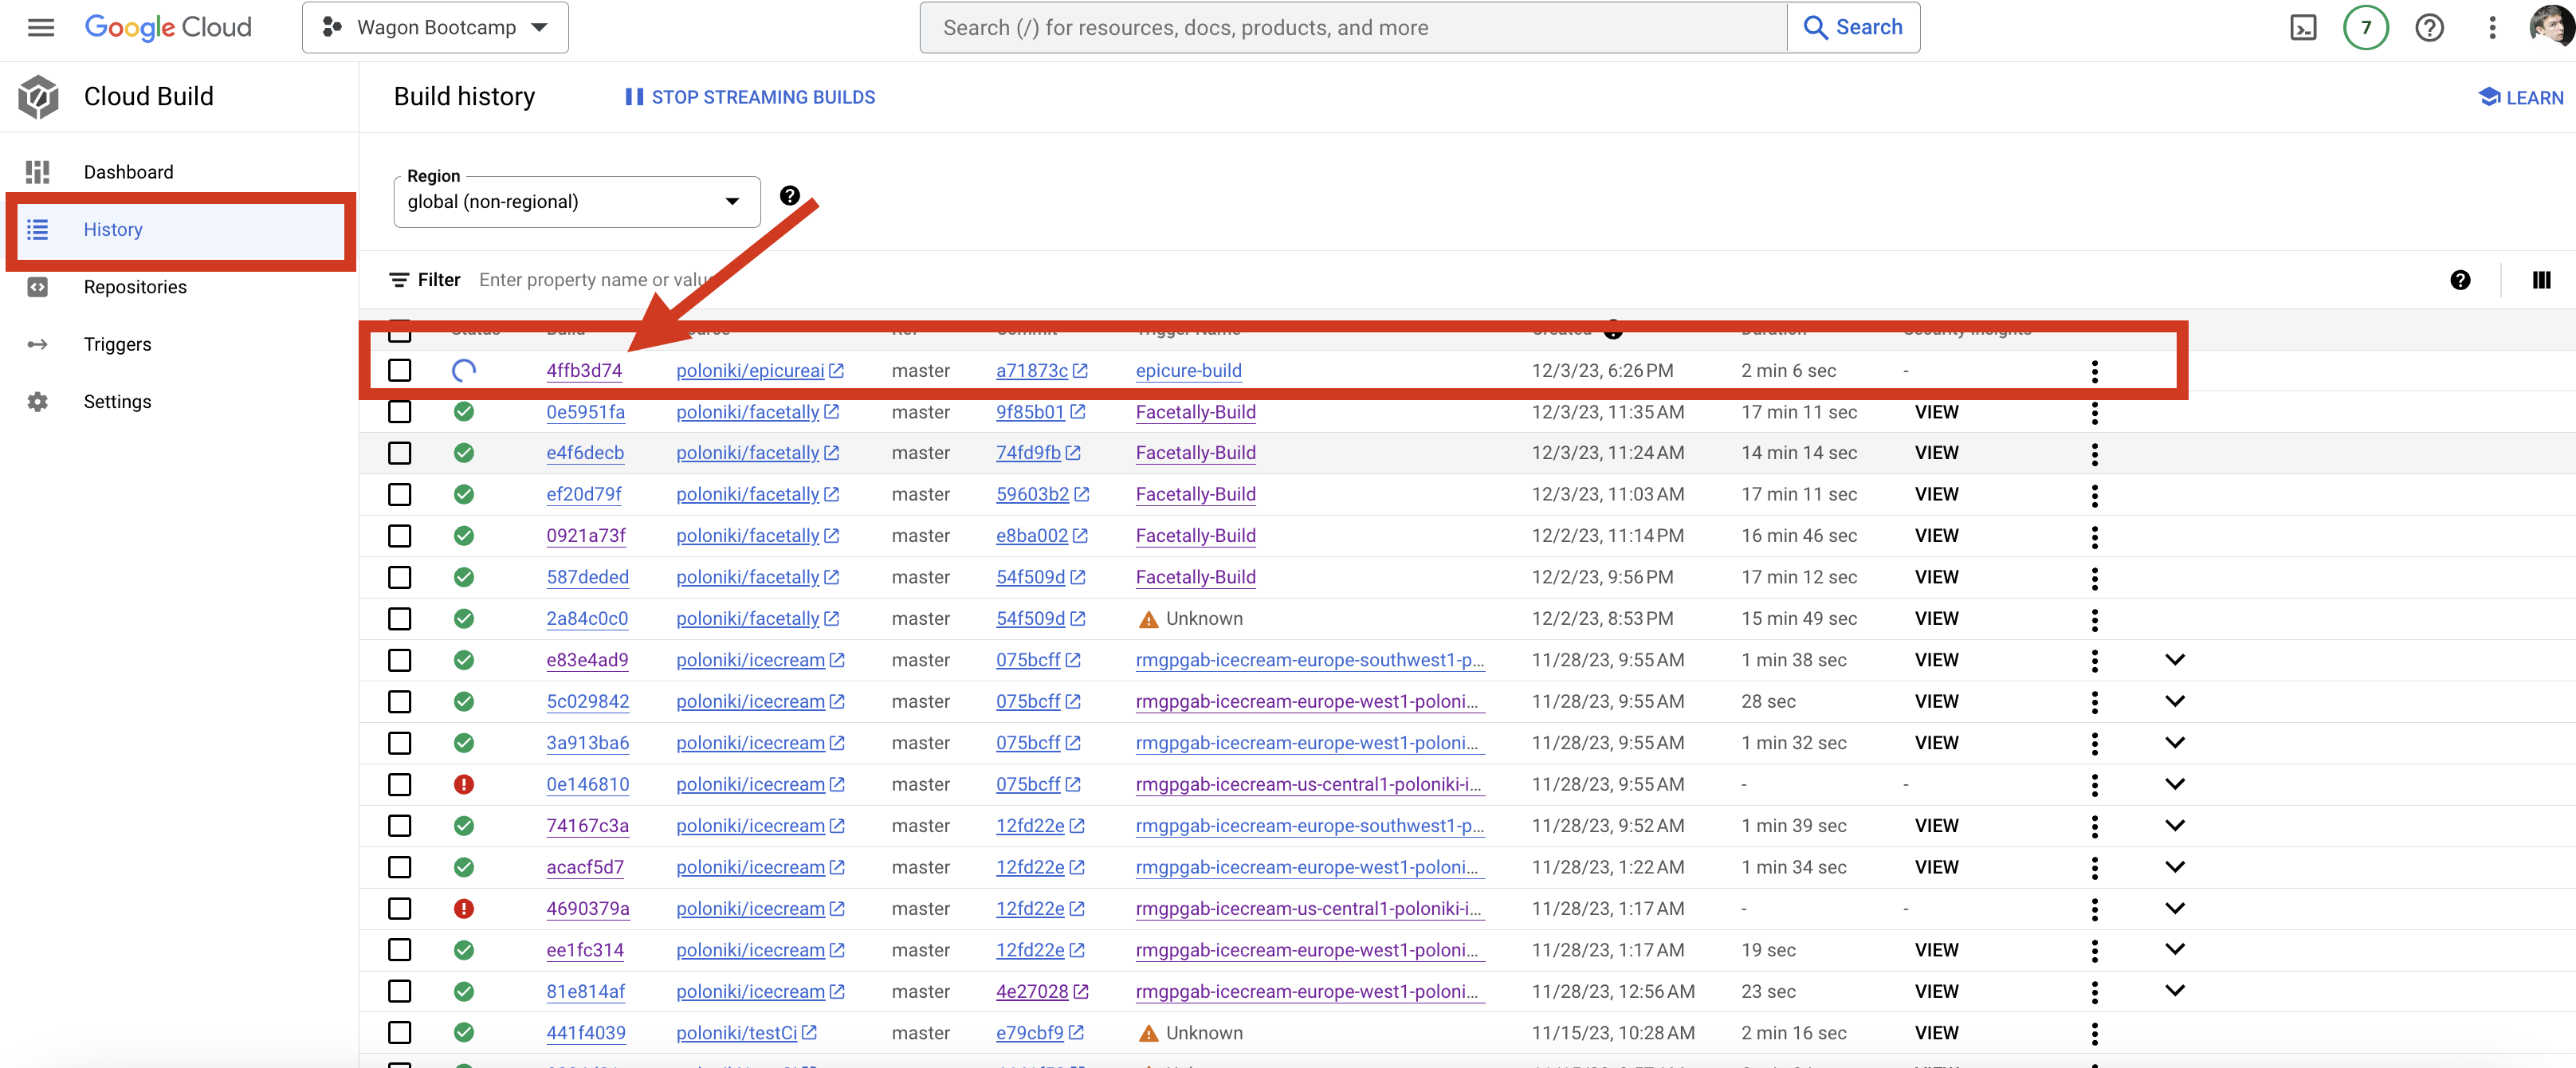 Google Cloud Wagon Bootcamp Search (/) for resources, docs, products, and more Search 7
Cloud Build Build history STOP STREAMING BUILDS LEARN
Dashboard
History
Repositories
Triggers
Settings
Region
global (non-regional)
Filter Enter property name or value
Status Build Source Ref Commit Trigger Name Created Duration Security Insights
4ffb3d74 poloniki/epicureai master a71873c epicure-build 12/3/23, 6:26 PM 2 min 6 sec -
0e5951fa poloniki/facetally master 9f85b01 Facetally-Build 12/3/23, 11:35 AM 17 min 11 sec VIEW
e4f6decb poloniki/facetally master 74fd9fb Facetally-Build 12/3/23, 11:24 AM 14 min 14 sec VIEW
ef20d79f poloniki/facetally master 59603b2 Facetally-Build 12/3/23, 11:03 AM 17 min 11 sec VIEW
0921a73f poloniki/facetally master e8ba002 Facetally-Build 12/2/23, 11:14 PM 16 min 46 sec VIEW
587deded poloniki/facetally master 54f509d Facetally-Build 12/2/23, 9:56 PM 17 min 12 sec VIEW
2a84c0c0 poloniki/facetally master 54f509d Unknown 12/2/23, 8:53 PM 15 min 49 sec VIEW
e83e4ad9 poloniki/icecream master 075bcff rmgpgab-icecream-europe-southwest1-p... 11/28/23, 9:55 AM 1 min 38 sec VIEW
5c029842 poloniki/icecream master 075bcff rmgpgab-icecream-europe-west1-poloni... 11/28/23, 9:55 AM 28 sec VIEW
3a913ba6 poloniki/icecream master 075bcff rmgpgab-icecream-europe-west1-poloni... 11/28/23, 9:55 AM 1 min 32 sec VIEW
0e146810 poloniki/icecream master 075bcff rmgpgab-icecream-us-central1-poloniki-i... 11/28/23, 9:55 AM - -
74167c3a poloniki/icecream master 12fd22e rmgpgab-icecream-europe-southwest1-p... 11/28/23, 9:52 AM 1 min 39 sec VIEW
acacf5d7 poloniki/icecream master 12fd22e rmgpgab-icecream-europe-west1-poloni... 11/28/23, 1:22 AM 1 min 34 sec VIEW
4690379a poloniki/icecream master 12fd22e rmgpgab-icecream-us-central1-poloniki-i... 11/28/23, 1:17 AM - -
ee1fc314 poloniki/icecream master 12fd22e rmgpgab-icecream-europe-west1-poloni... 11/28/23, 1:17 AM 19 sec VIEW
81e814af poloniki/icecream master 4e27028 rmgpgab-icecream-europe-west1-poloni... 11/28/23, 12:56 AM 23 sec VIEW
441f4039 poloniki/testCi master e79cbf9 Unknown 11/15/23, 10:28 AM 2 min 16 sec VIEW